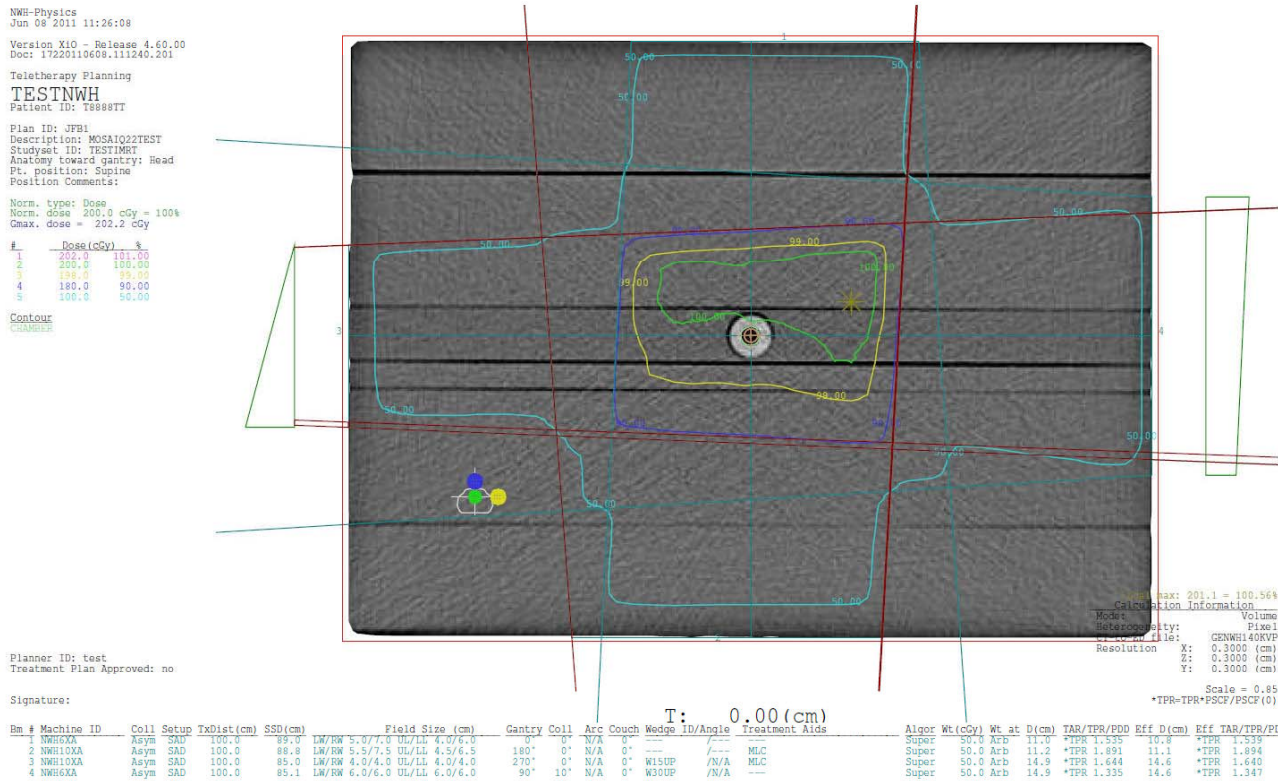 NWH-Physics
Jun 08 2011 11:26:08
Version XiO - Release 4.60.00
Doc: 17220110608.111240.201
Teletherapy Planning
TESTNWH
Patient ID: T8888TT
Plan ID: JFB1
Description: MOSAIQ22TEST
Studyset ID: TESTIMRT
Anatomy toward gantry: Head
Pt. position: Supine
Position Comments:
Norm. type: Dose
Norm. dose 200.0 cGy = 100%
Gmax. dose = 202.2 cGy
# Dose(cGy) %
1 202.0 101.00
2 200.0 100.00
3 198.0 99.00
4 180.0 90.00
5 100.0 50.00
Contour
CHAMBER
1
50.00
50.00
50.00
50.00
50.00
90.00
99.00
100.00
99.00
100.00
3
4
99.00
50.00
90.00
50.00
50.00
50.00
50.00
max: 201.1 = 100.56%
Calculation Information
Mode: Volume
Heterogeneity: Pixel
CT-to-ED file: GENWH140KVP
Resolution X: 0.3000 (cm)
Z: 0.3000 (cm)
Y: 0.3000 (cm)
Scale = 0.85
*TPR=TPR*PSCF/PSCF(0)
Planner ID: test
Treatment Plan Approved: no
Signature:
T: 0.00(cm)
Bm # Machine ID Coll Setup TxDist(cm) SSD(cm) Field Size (cm) Gantry Coll Arc Couch Wedge ID/Angle Treatment Aids Algor Wt(cGy) Wt at D(cm) TAR/TPR/PDD Eff D(cm) Eff TAR/TPR/PD
1 NWH6XA Asym SAD 100.0 89.0 LW/RW 5.0/7.0 UL/LL 4.0/6.0 0° 0° N/A 0° --- /--- --- Super 50.0 Arb 11.0 *TPR 1.535 10.8 *TPR 1.539
2 NWH10XA Asym SAD 100.0 88.8 LW/RW 5.5/7.5 UL/LL 4.5/6.5 180° 0° N/A 0° --- /--- MLC Super 50.0 Arb 11.2 *TPR 1.891 11.1 *TPR 1.894
3 NWH10XA Asym SAD 100.0 85.1 LW/RW 4.0/4.0 UL/LL 4.0/4.0 270° 0° N/A 0° W15UP /N/A MLC Super 50.0 Arb 14.9 *TPR 1.644 14.6 *TPR 1.640
4 NWH6XA Asym SAD 100.0 85.1 LW/RW 6.0/6.0 UL/LL 6.0/6.0 90° 10° N/A 0° W30UP /N/A --- Super 50.0 Arb 14.9 *TPR 1.335 14.6 *TPR 1.347